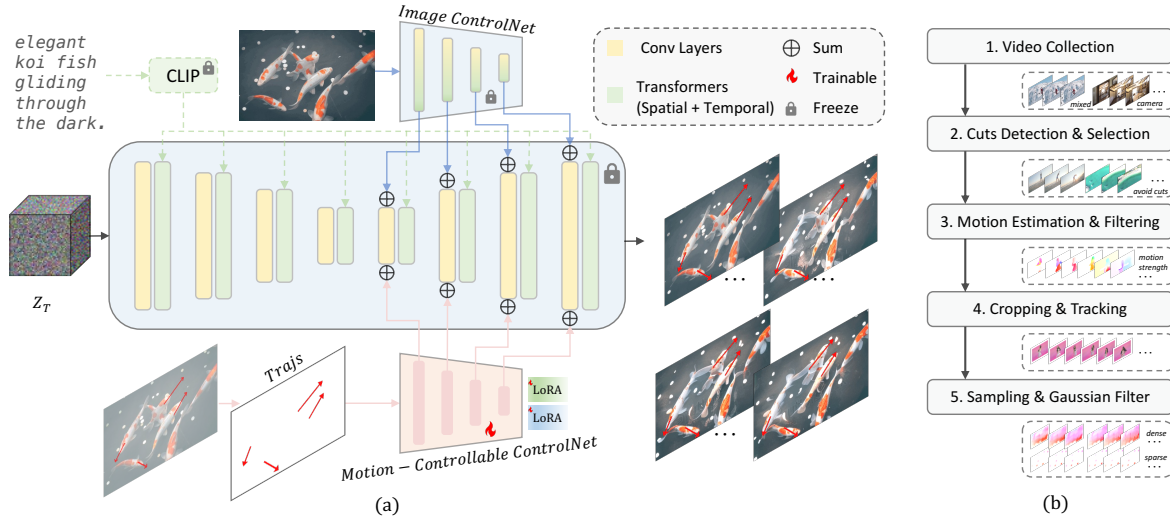 elegant
koi fish
gliding
through
the dark.
CLIP
Image ControlNet
Conv Layers
Transformers
(Spatial + Temporal)
Sum
Trainable
Freeze
Z_T
Trajs
LoRA
LoRA
Motion − Controllable ControlNet
...
...
...
...
(a)
1. Video Collection
mixed
camera
...
2. Cuts Detection & Selection
...
avoid cuts
3. Motion Estimation & Filtering
motion
strength
...
4. Cropping & Tracking
...
5. Sampling & Gaussian Filter
dense
...
sparse
...
(b)